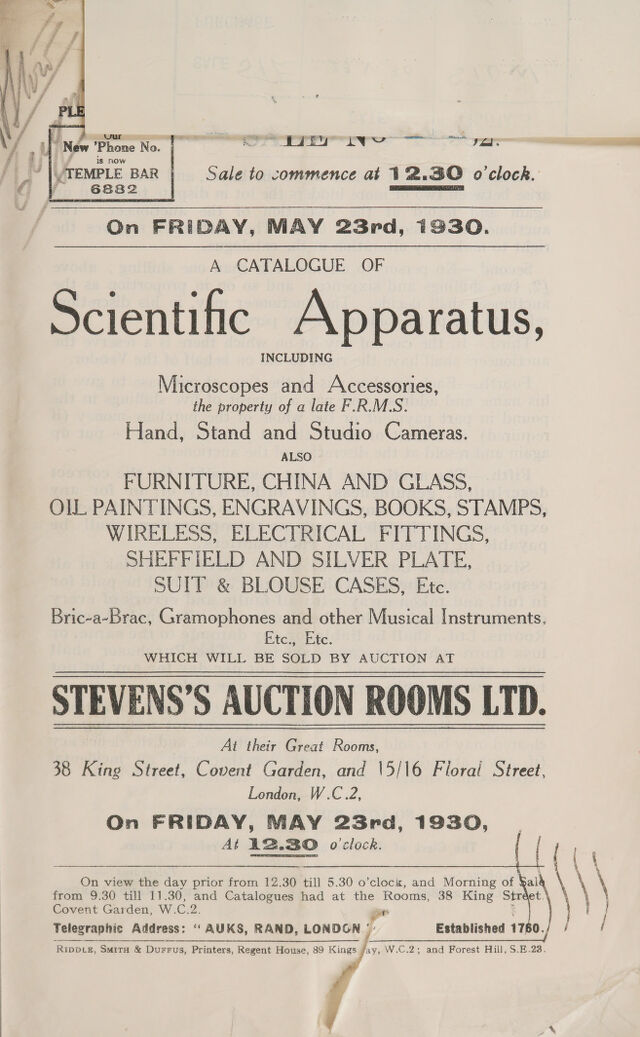 PLE
Our
New 'Phone No.
is now
TEMPLE BAR
6882
Sale to commence at 12.30 o'clock.
On FRIDAY, MAY 23rd, 1930.
A CATALOGUE OF
Scientific Apparatus,
INCLUDING
Microscopes and Accessories,
the property of a late F.R.M.S.
Hand, Stand and Studio Cameras.
ALSO
FURNITURE, CHINA AND GLASS,
OIL PAINTINGS, ENGRAVINGS, BOOKS, STAMPS,
WIRELESS, ELECTRICAL FITTINGS,
SHEFFIELD AND SILVER PLATE,
SUIT & BLOUSE CASES, Etc.
Bric-a-Brac, Gramophones and other Musical Instruments,
Etc., Etc.
WHICH WILL BE SOLD BY AUCTION AT
STEVENS'S AUCTION ROOMS LTD.
At their Great Rooms,
38 King Street, Covent Garden, and 15/16 Floral Street,
London, W.C.2,
On FRIDAY, MAY 23rd, 1930,
At 12.30 o'clock.
On view the day prior from 12.30 till 5.30 o'clock, and Morning of Sale
from 9.30 till 11.30, and Catalogues had at the Rooms, 38 King Street
Covent Garden, W.C.2.
Telegraphic Address: "AUKS, RAND, LONDON" Established 1760.
RIDDLE, SMITH & DUFFUS, Printers, Regent House, 89 Kingsway, W.C.2; and Forest Hill, S.E.23.